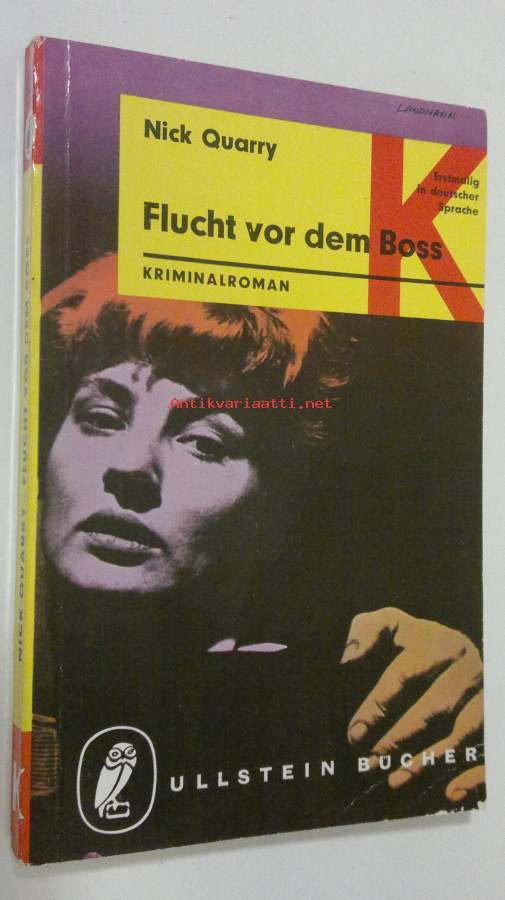 LANDMANN
Nick Quarry
K
Erstmalig
in deutscher
Sprache
Flucht vor dem Boss
KRIMINALROMAN
Antikvariaatti.net
ULLSTEIN BÜCHER
NICK QUARRY - FLUCHT VOR DEM BOSS
K